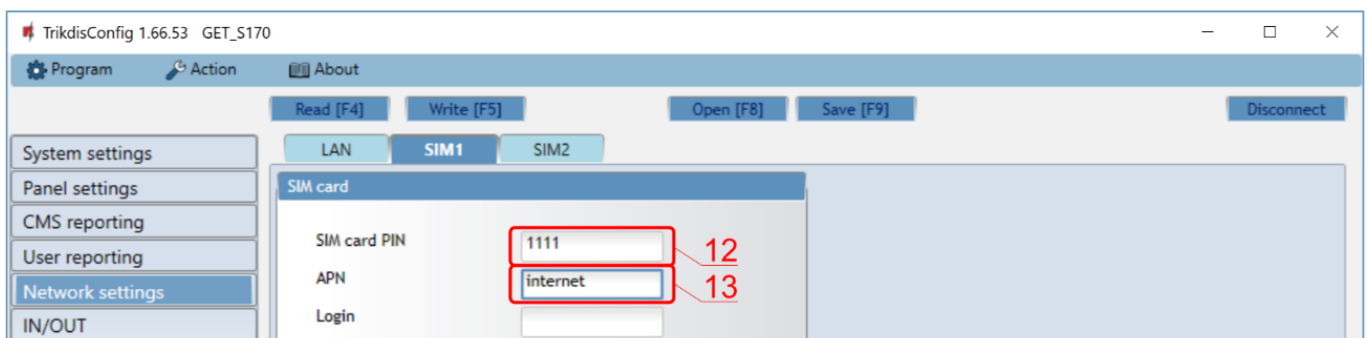 TrikdisConfig 1.66.53 GET_S170
Program Action About
Read [F4] Write [F5] Open [F8] Save [F9] Disconnect
System settings
Panel settings
CMS reporting
User reporting
Network settings
IN/OUT
LAN SIM1 SIM2
SIM card
SIM card PIN 1111 12
APN internet 13
Login